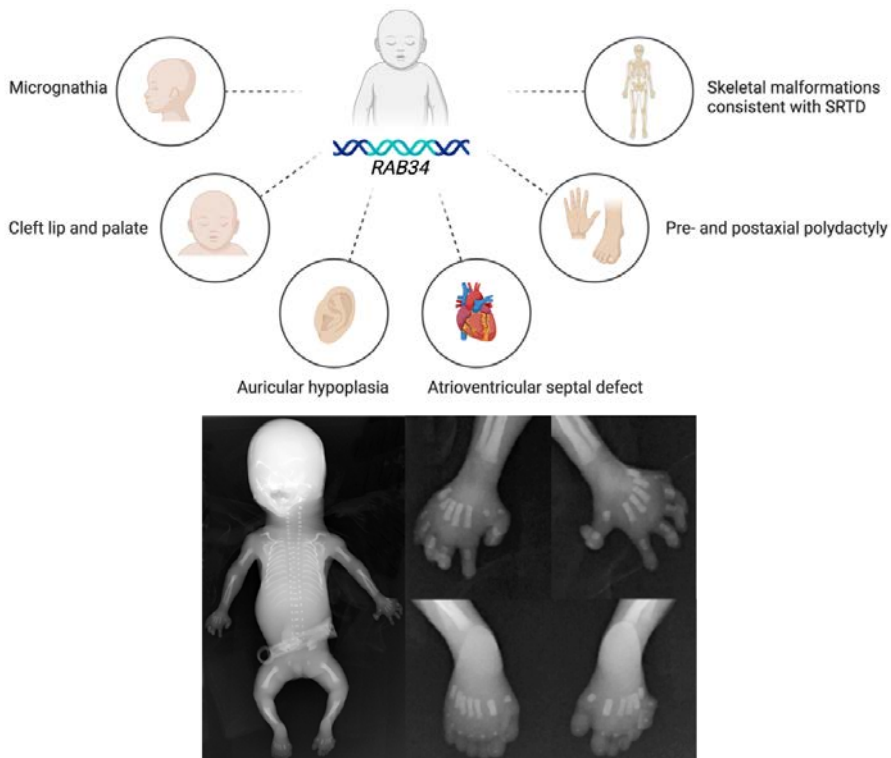 Micrognathia
Skeletal malformations
consistent with SRTD
RAB34
Cleft lip and palate
Pre- and postaxial polydactyly
Auricular hypoplasia
Atrioventricular septal defect